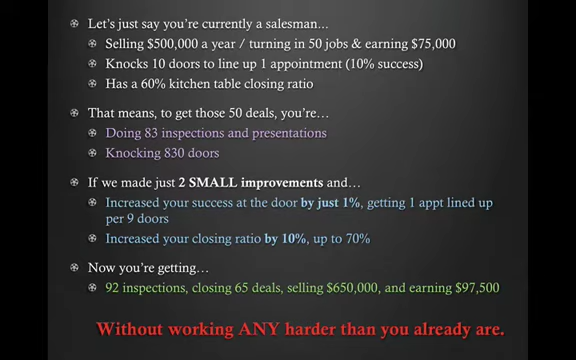 Let's just say you're currently a salesman...
Selling $500,000 a year / turning in 50 jobs & earning $75,000
Knocks 10 doors to line up 1 appointment (10% success)
Has a 60% kitchen table closing ratio
That means, to get those 50 deals, you're…
Doing 83 inspections and presentations
Knocking 830 doors
If we made just 2 SMALL improvements and…
Increased your success at the door by just 1%, getting 1 appt lined up
per 9 doors
Increased your closing ratio by 10%, up to 70%
Now you're getting…
92 inspections, closing 65 deals, selling $650,000, and earning $97,500
Without working ANY harder than you already are.